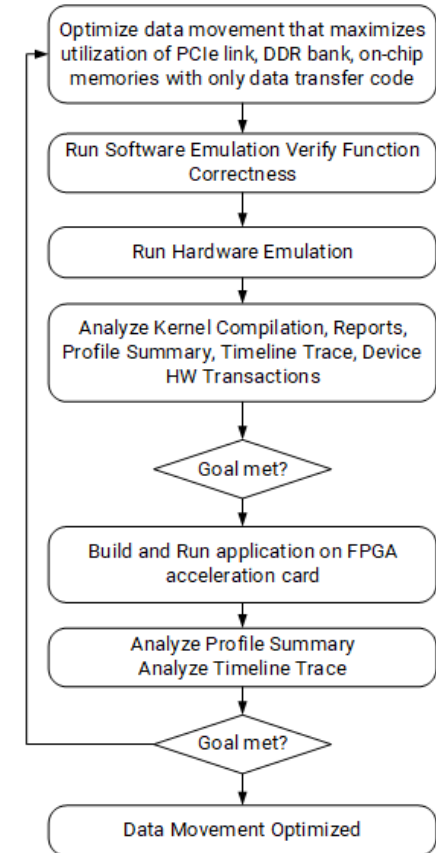 Optimize data movement that maximizes
utilization of PCIe link, DDR bank, on-chip
memories with only data transfer code
Run Software Emulation Verify Function
Correctness
Run Hardware Emulation
Analyze Kernel Compilation, Reports,
Profile Summary, Timeline Trace, Device
HW Transactions
Goal met?
Build and Run application on FPGA
acceleration card
Analyze Profile Summary
Analyze Timeline Trace
Goal met?
Data Movement Optimized